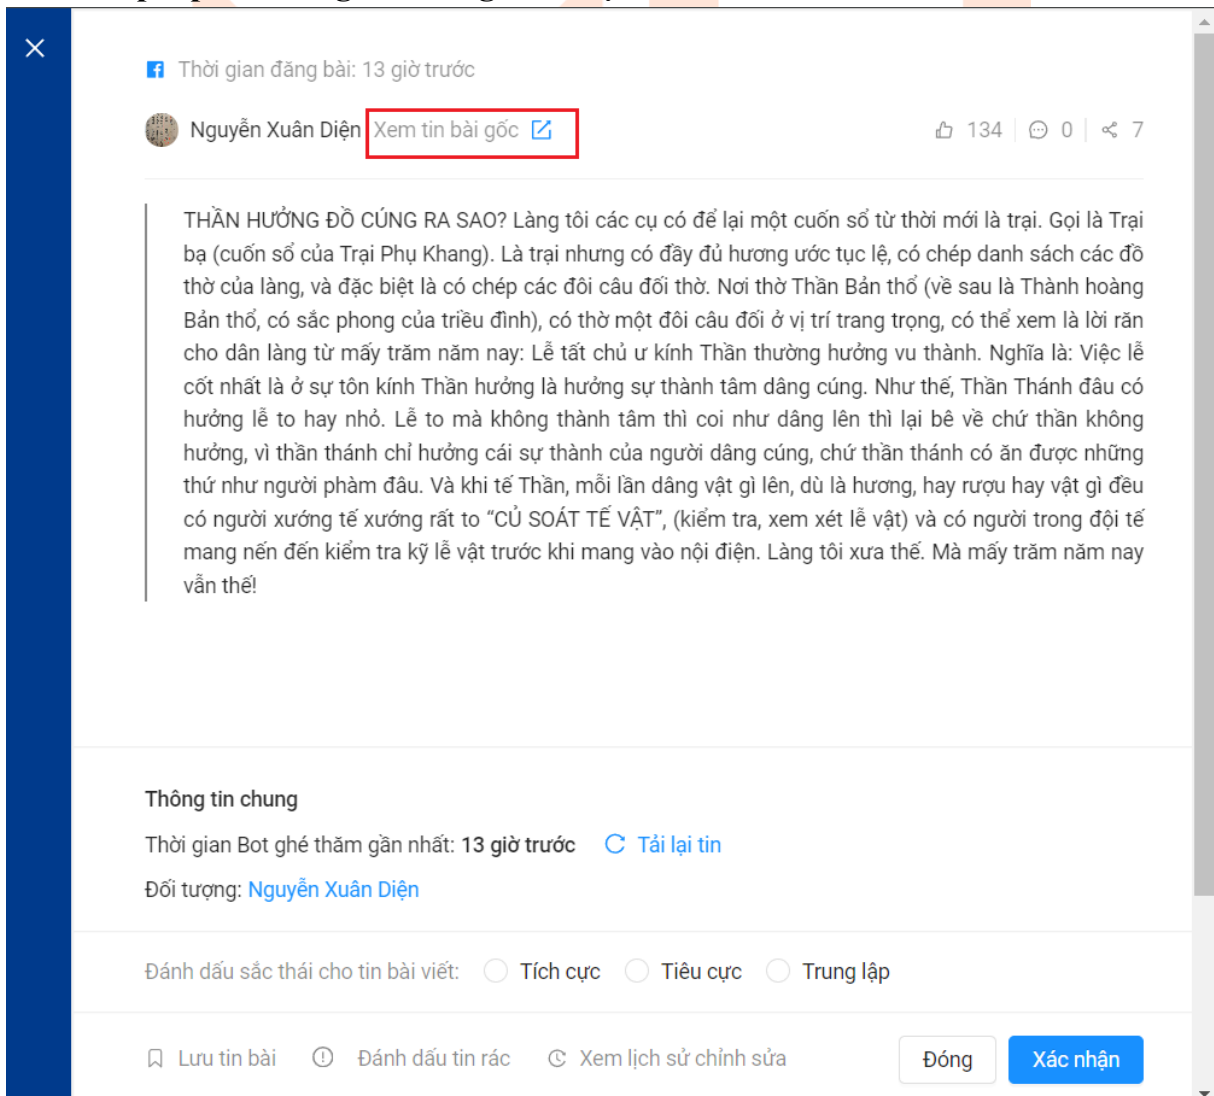 Thời gian đăng bài: 13 giờ trước
Nguyễn Xuân Diện Xem tin bài gốc 134 0 7
THẦN HƯỞNG ĐỒ CÚNG RA SAO? Làng tôi các cụ có để lại một cuốn sổ từ thời mới là trại. Gọi là Trại
bạ (cuốn sổ của Trại Phụ Khang). Là trại nhưng có đầy đủ hương ước tục lệ, có chép danh sách các đồ
thờ của làng, và đặc biệt là có chép các đôi câu đối thờ. Nơi thờ Thần Bản thổ (về sau là Thành hoàng
Bản thổ, có sắc phong của triều đình), có thờ một đôi câu đối ở vị trí trang trọng, có thể xem là lời răn
cho dân làng từ mấy trăm năm nay: Lễ tất chủ ư kính Thần thường hưởng vu thành. Nghĩa là: Việc lễ
cốt nhất là ở sự tôn kính Thần hưởng là hưởng sự thành tâm dâng cúng. Như thế, Thần Thánh đâu có
hưởng lễ to hay nhỏ. Lễ to mà không thành tâm thì coi như dâng lên thì lại bê về chứ thần không
hưởng, vì thần thánh chỉ hưởng cái sự thành của người dâng cúng, chứ thần thánh có ăn được những
thứ như người phàm đâu. Và khi tế Thần, mỗi lần dâng vật gì lên, dù là hương, hay rượu hay vật gì đều
có người xướng tế xướng rất to “CỦ SOÁT TẾ VẬT”, (kiểm tra, xem xét lễ vật) và có người trong đội tế
mang nến đến kiểm tra kỹ lễ vật trước khi mang vào nội điện. Làng tôi xưa thế. Mà mấy trăm năm nay
vẫn thế!
Thông tin chung
Thời gian Bot ghé thăm gần nhất: 13 giờ trước Tải lại tin
Đối tượng: Nguyễn Xuân Diện
Đánh dấu sắc thái cho tin bài viết: Tích cực Tiêu cực Trung lập
Lưu tin bài Đánh dấu tin rác Xem lịch sử chỉnh sửa Đóng Xác nhận